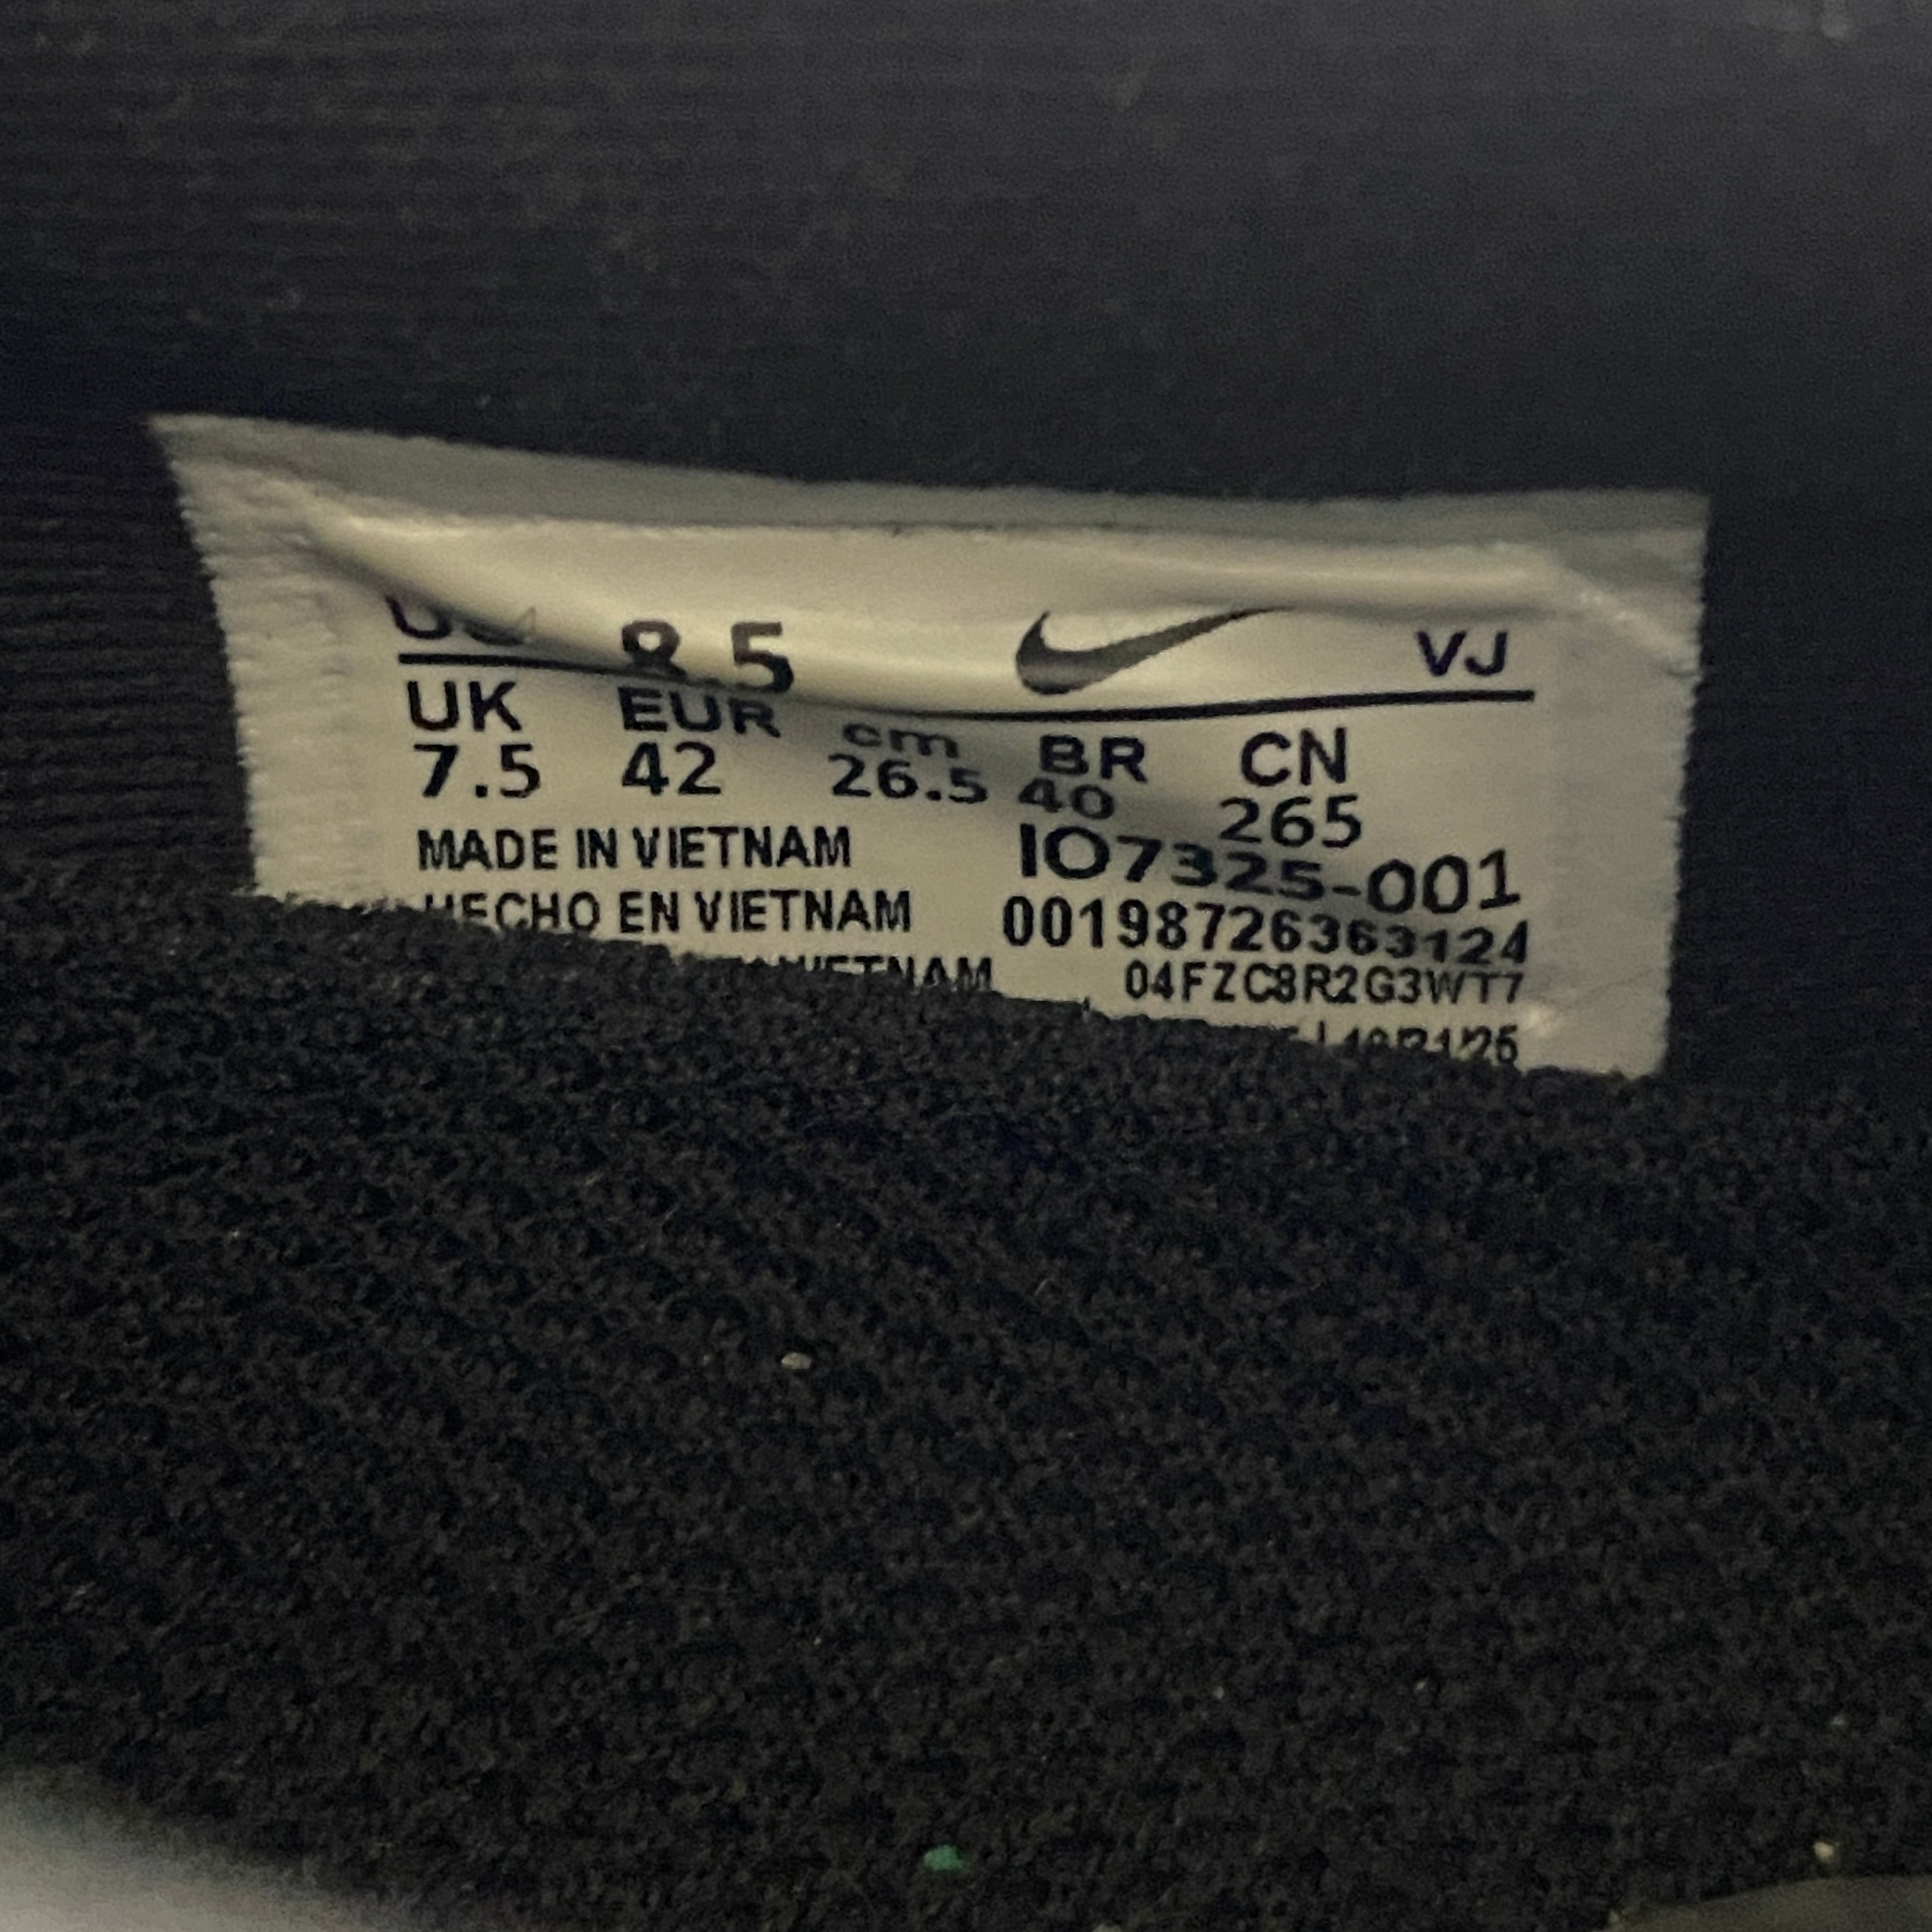 8.5 VJ
UK EUR cm BR CN
7.5 42 26.5 40 265
MADE IN VIETNAM IO7325-001
HECHO EN VIETNAM 00198726363124
VIETNAM 04FZC8R2G3WT7